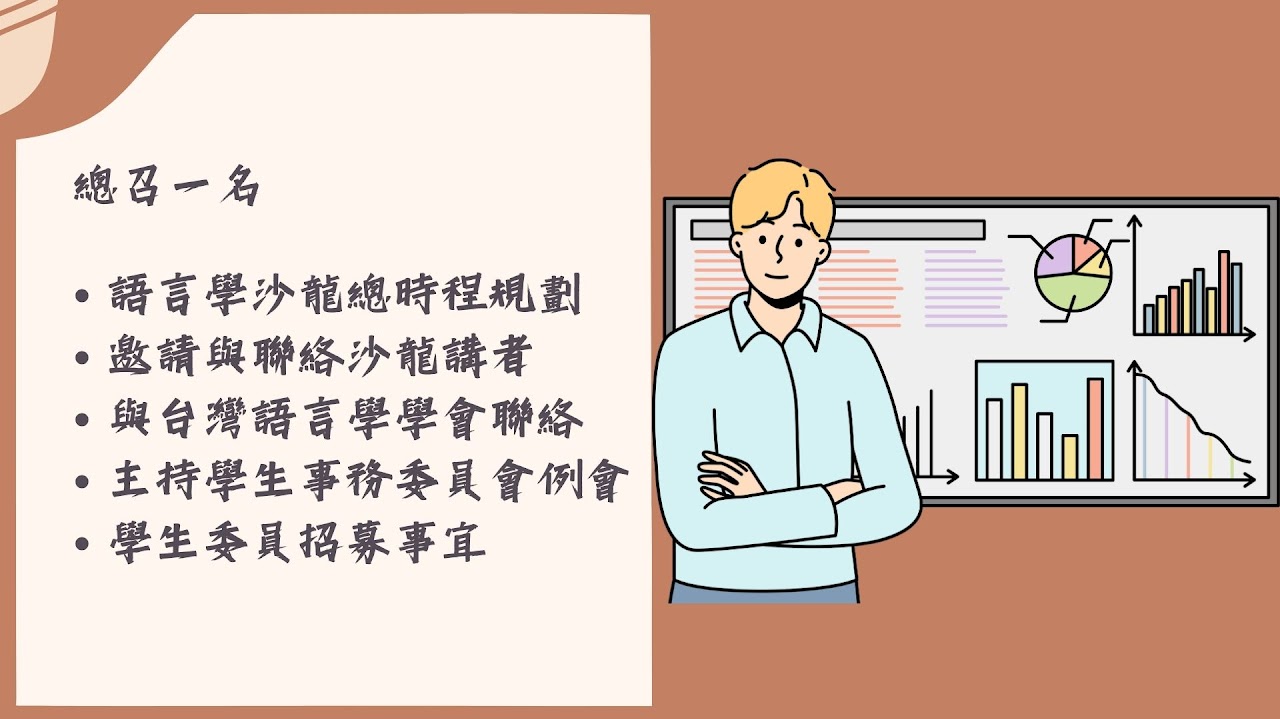 總召一名
• 語言學沙龍總時程規劃
• 邀請與聯絡沙龍講者
• 與台灣語言學學會聯絡
• 主持學生事務委員會例會
• 學生委員招募事宜